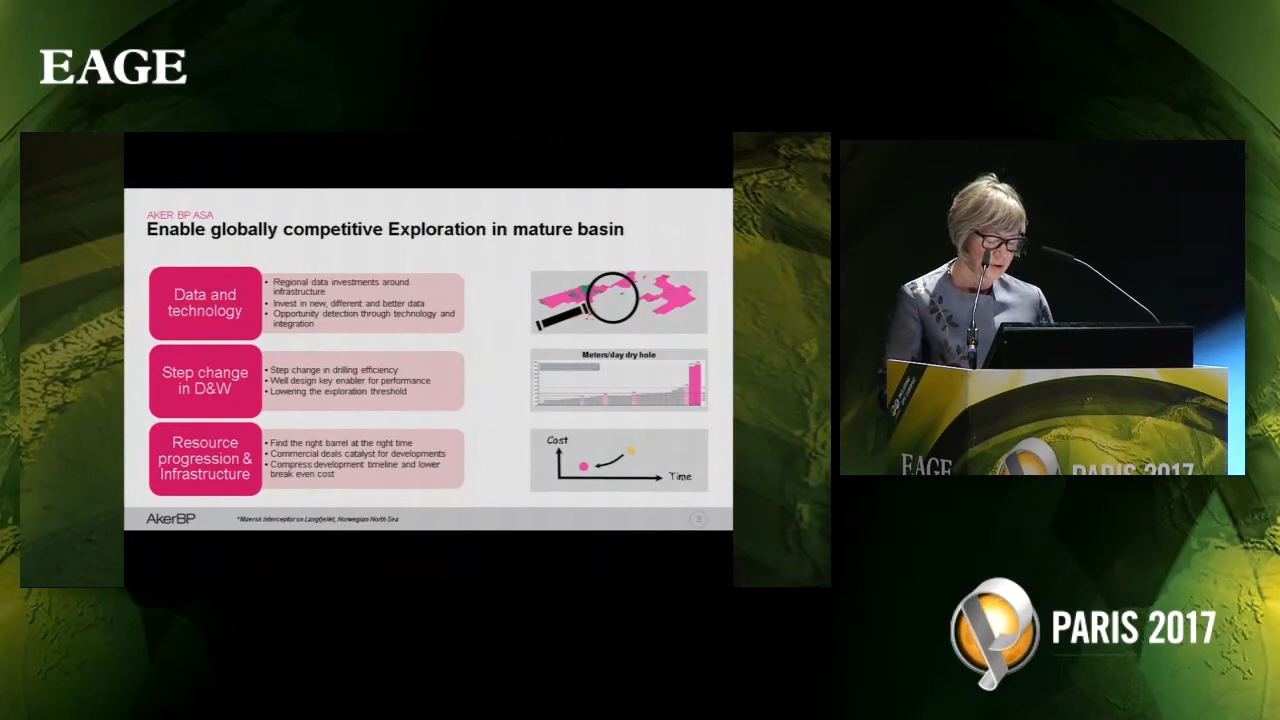 EAGE
AKER BP ASA
Enable globally competitive Exploration in mature basin
Data and
technology
• Regional data investments around
infrastructure
• Invest in new, different and better data
• Opportunity detection through technology and
integration
Step change
in D&W
• Step change in drilling efficiency
• Well design key enabler for performance
• Lowering the exploration threshold
Meters/day dry hole
Resource
progression &
Infrastructure
• Find the right barrel at the right time
• Commercial deals catalyst for developments
• Compress development timeline and lower
break even cost
Cost
Time
AkerBP
*Maersk Interceptor on Langfjellet, Norwegian North Sea
3
EAGE
PARIS 2017
PARIS 2017